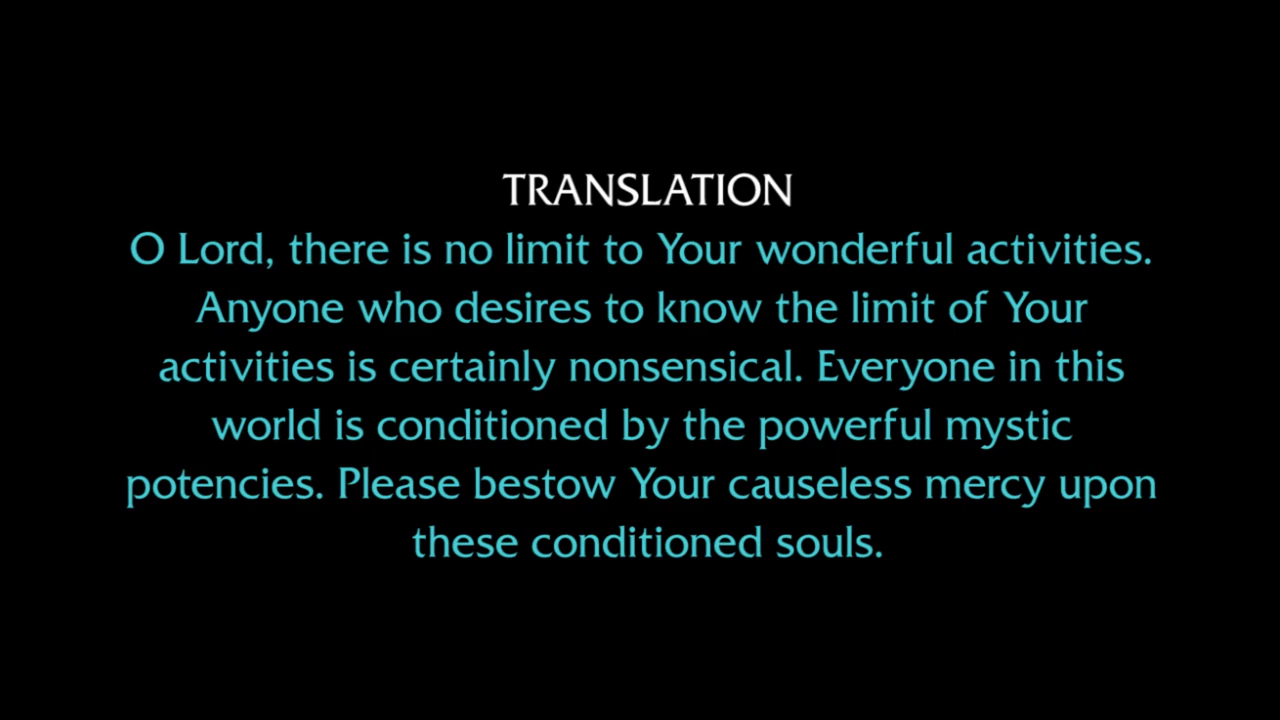 TRANSLATION
O Lord, there is no limit to Your wonderful activities.
Anyone who desires to know the limit of Your
activities is certainly nonsensical. Everyone in this
world is conditioned by the powerful mystic
potencies. Please bestow Your causeless mercy upon
these conditioned souls.